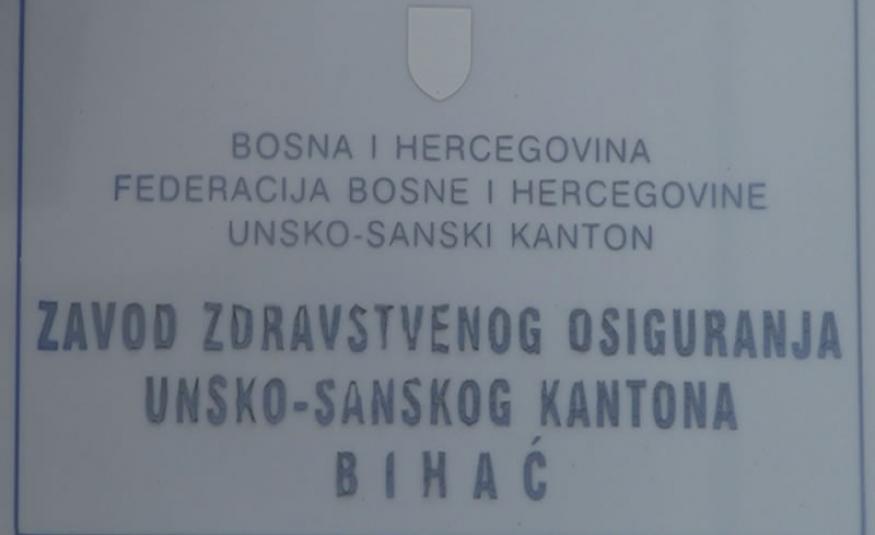 BOSNA I HERCEGOVINA
FEDERACIJA BOSNE I HERCEGOVINE
UNSKO-SANSKI KANTON
ZAVOD ZDRAVSTVENOG OSIGURANJA
UNSKO-SANSKOG KANTONA
BIHAĆ